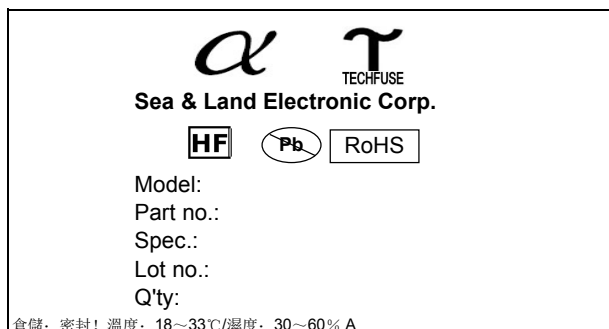 α T
TECHFUSE
Sea & Land Electronic Corp.
HF Pb RoHS
Model:
Part no.:
Spec.:
Lot no.:
Q'ty:
倉儲：密封！溫度：18～33℃/濕度：30～60％ A